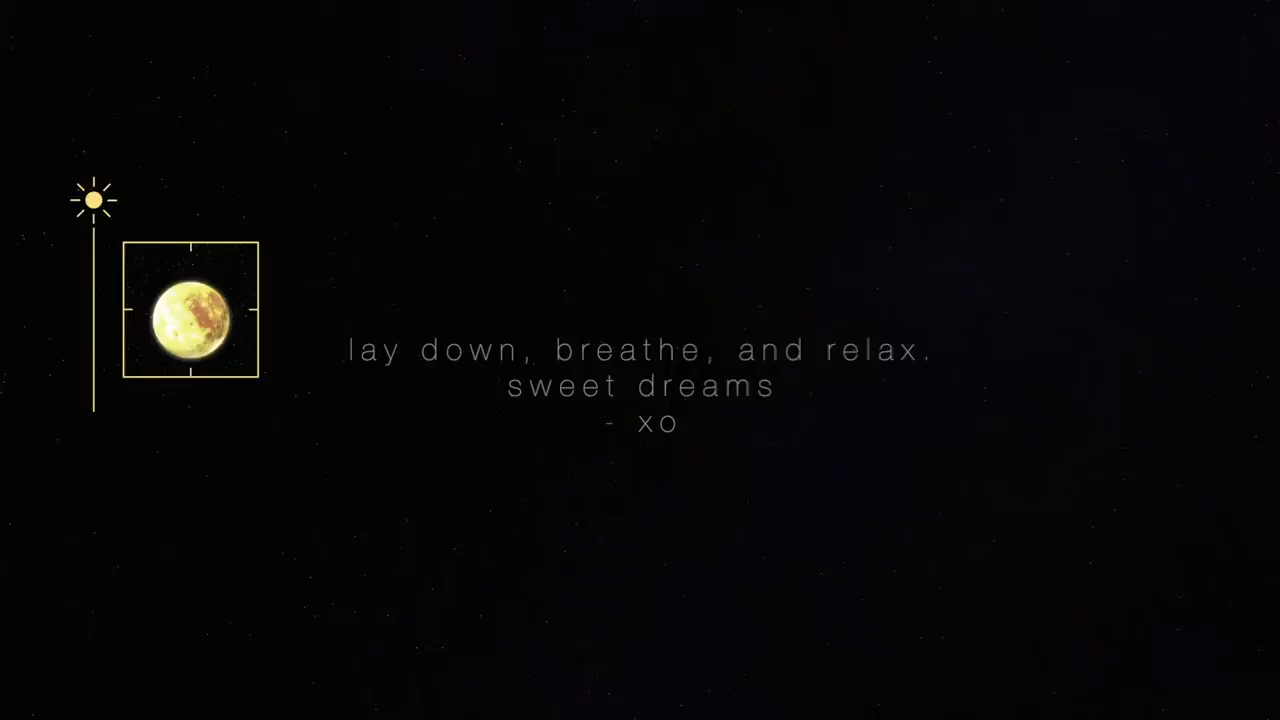 lay down, breathe, and relax.
sweet dreams
- xo